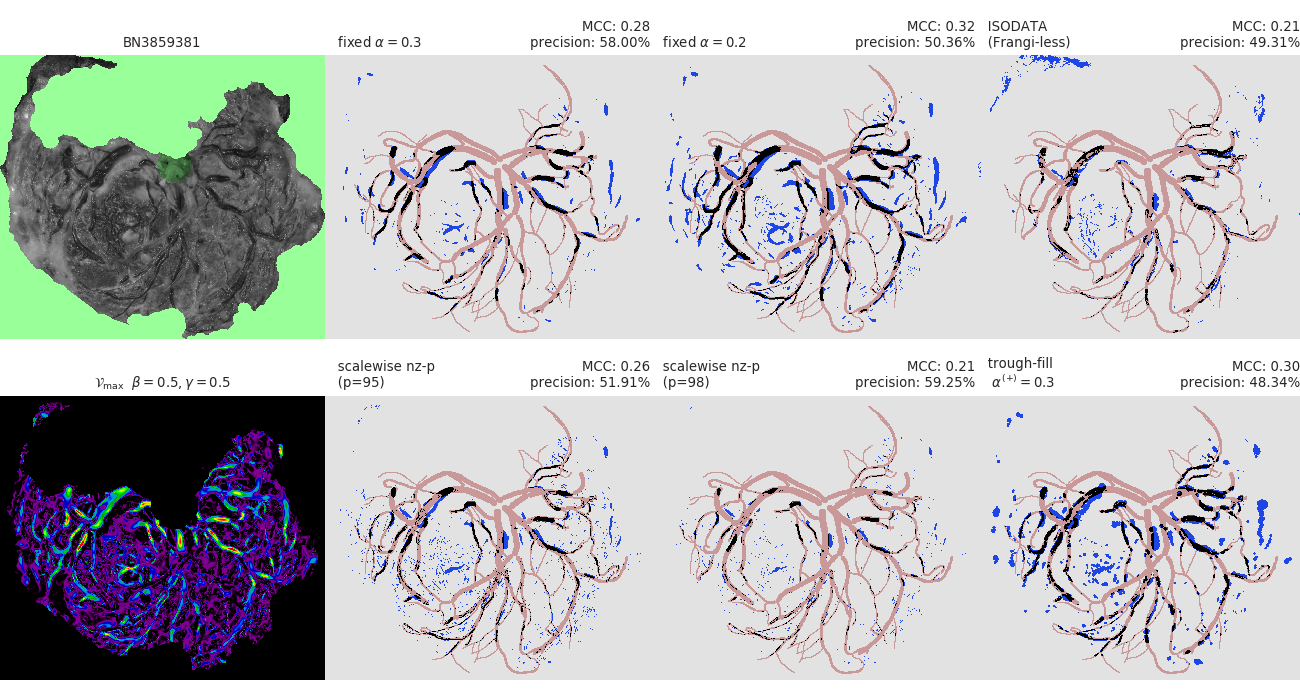 BN3859381
fixed α = 0.3
MCC: 0.28
precision: 58.00%
fixed α = 0.2
MCC: 0.32
precision: 50.36%
ISODATA
(Frangi-less)
MCC: 0.21
precision: 49.31%
𝒱max β = 0.5, γ = 0.5
scalewise nz-p
(p=95)
MCC: 0.26
precision: 51.91%
scalewise nz-p
(p=98)
MCC: 0.21
precision: 59.25%
trough-fill
α(+) = 0.3
MCC: 0.30
precision: 48.34%